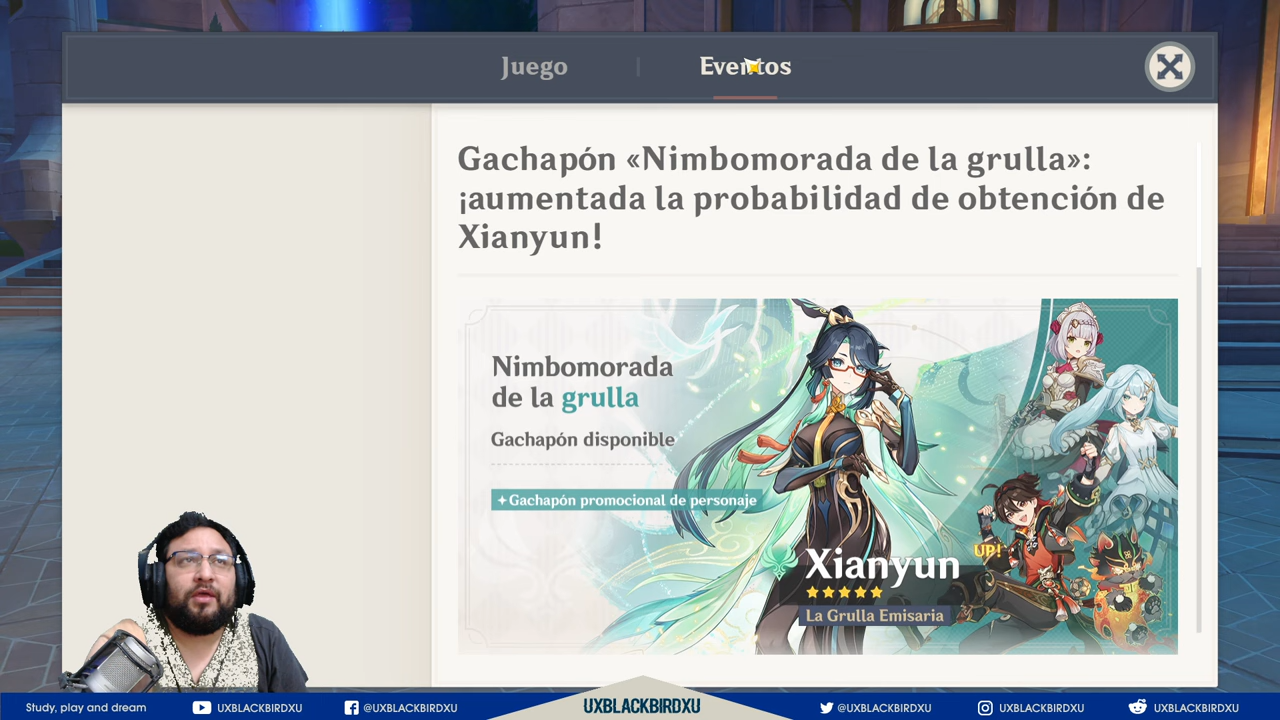 Juego
Eventos
Gachapón «Nimbomorada de la grulla»:
¡aumentada la probabilidad de obtención de
Xianyun!
Nimbomorada
de la grulla
Gachapón disponible
Gachapón promocional de personaje
UP!
Xianyun
La Grulla Emisaria
Study, play and dream
UXBLACKBIRDXU
@UXBLACKBIRDXU
UXBLACKBIRDXU
@UXBLACKBIRDXU
UXBLACKBIRDXU
UXBLACKBIRDXU